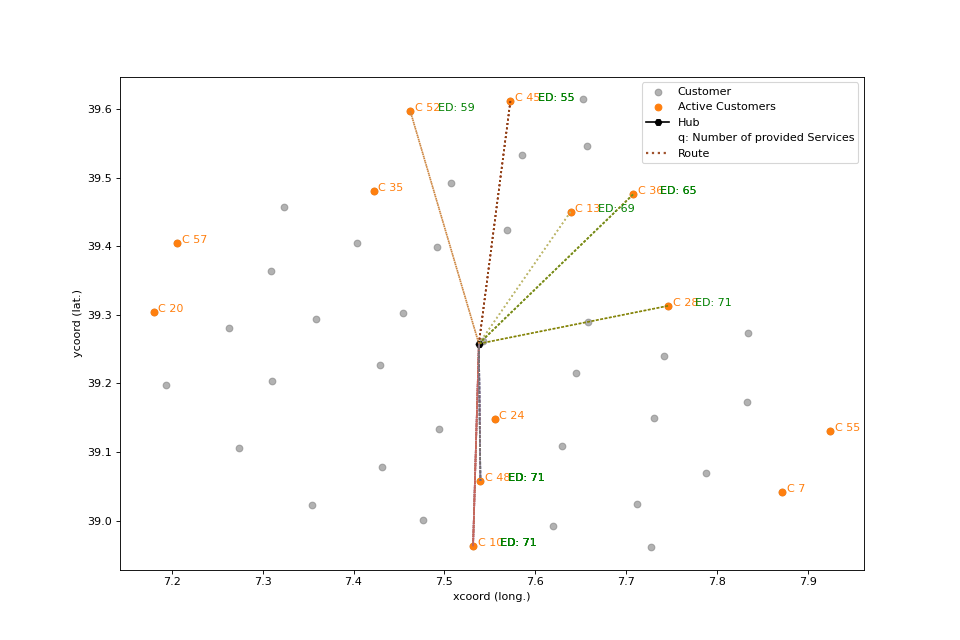 Customer
Active Customers
Hub
q: Number of provided Services
Route
C 52 ED: 59
C 45 ED: 55
C 35
C 36 ED: 65
C 13 ED: 69
C 57
C 20
C 28 ED: 71
C 24
C 55
C 48 ED: 71
C 7
C 10 ED: 71
39.6
39.5
39.4
39.3
39.2
39.1
39.0
ycoord (lat.)
7.2 7.3 7.4 7.5 7.6 7.7 7.8 7.9
xcoord (long.)